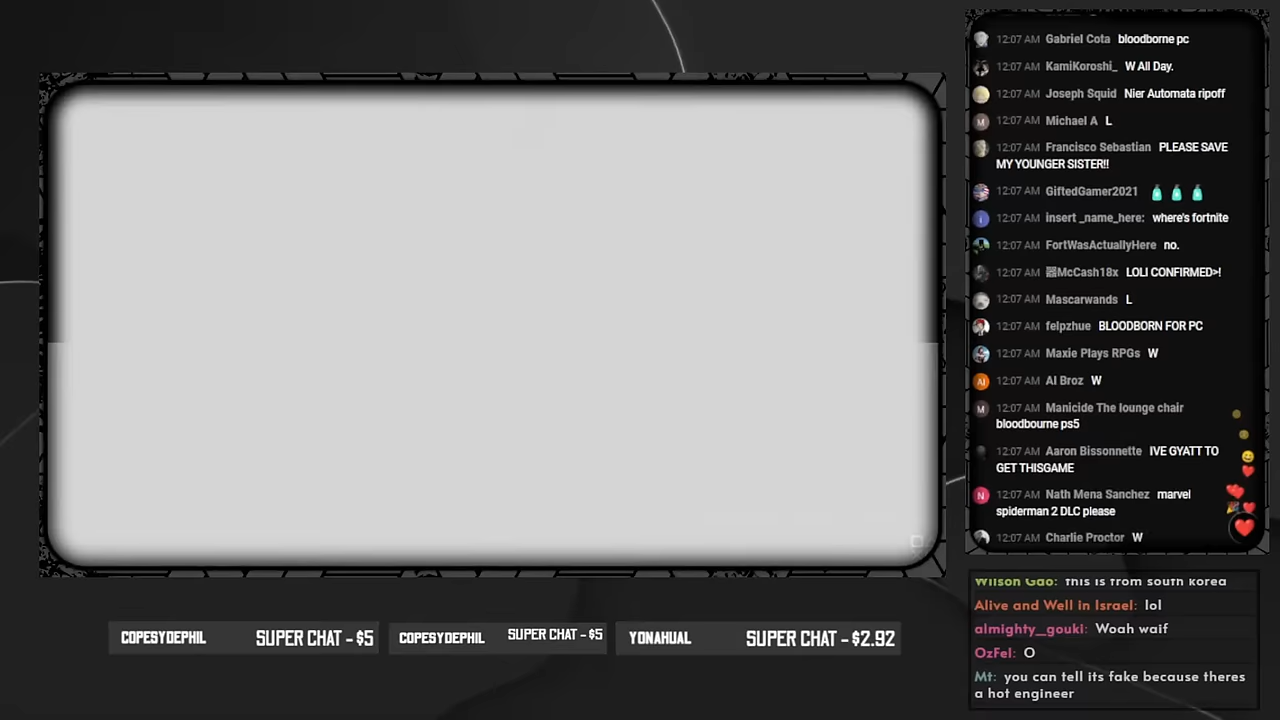 12:07 AM Gabriel Cota bloodborne pc
12:07 AM KamiKoroshi_ W All Day.
12:07 AM Joseph Squid Nier Automata ripoff
M 12:07 AM Michael A L
12:07 AM Francisco Sebastian PLEASE SAVE
MY YOUNGER SISTER!!
12:07 AM GiftedGamer2021
i 12:07 AM insert _name_here: where's fortnite
12:07 AM FortWasActuallyHere no.
12:07 AM McCash18x LOLI CONFIRMED>!
12:07 AM Mascarwands L
12:07 AM felpzhue BLOODBORN FOR PC
12:07 AM Maxie Plays RPGs W
AI 12:07 AM AI Broz W
M 12:07 AM Manicide The lounge chair
bloodbourne ps5
12:07 AM Aaron Bissonnette IVE GYATT TO
GET THISGAME
N 12:07 AM Nath Mena Sanchez marvel
spiderman 2 DLC please
12:07 AM Charlie Proctor W
Wilson Gao: this is from south korea
Alive and Well in Israel: lol
almighty_gouki: Woah waif
OzFel: O
Mt: you can tell its fake because theres
a hot engineer
COPESYDEPHIL SUPER CHAT - $5
COPESYDEPHIL SUPER CHAT - $5
YONAHUAL SUPER CHAT - $2.92